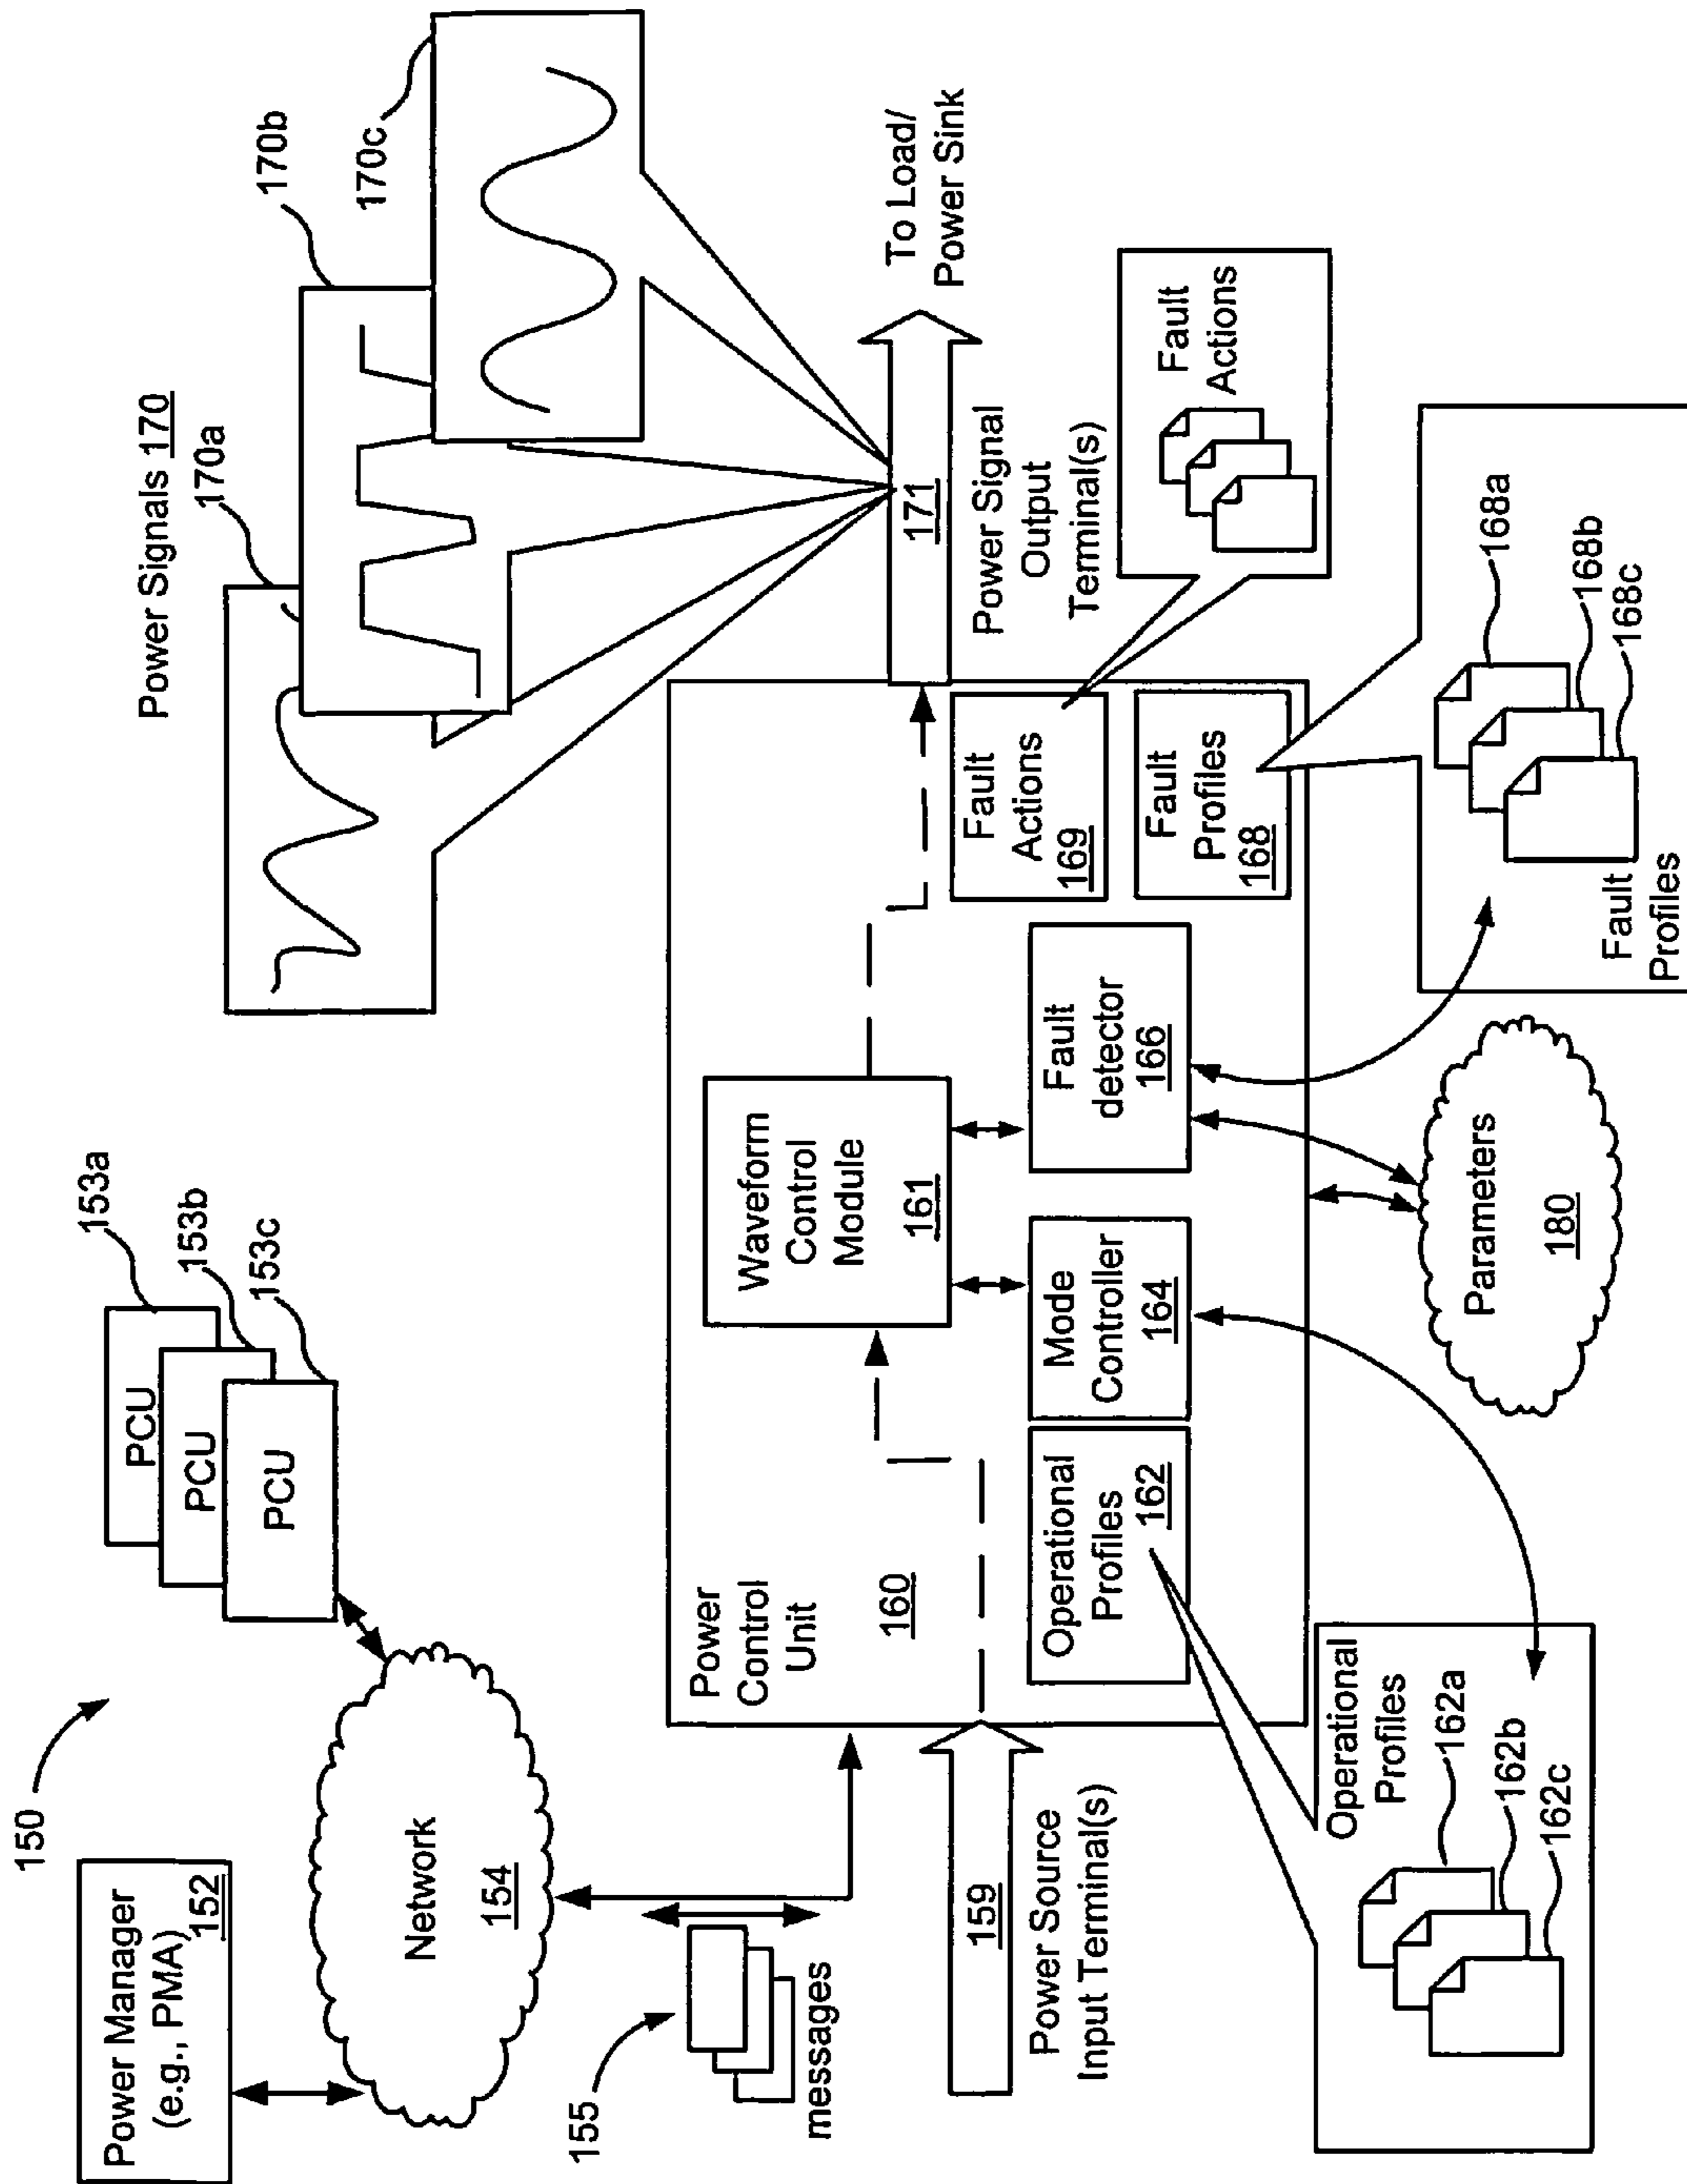 150
Power Manager
(e.g., PMA)
152
153a
153b
153c
PCU
PCU
PCU
Network
154
155
messages
Power Signals 170
170a
170b
170c
Power
Control
Unit
160
Waveform
Control
Module
161
159
Power Source
Input Terminal(s)
171
To Load/
Power Sink
Power Signal
Output
Terminal(s)
Operational
Profiles
162
Mode
Controller
164
Fault
detector
166
Fault
Actions
169
Fault
Profiles
168
Fault
Actions
Operational
Profiles
162a
162b
162c
Parameters
180
168a
168b
168c
Fault
Profiles